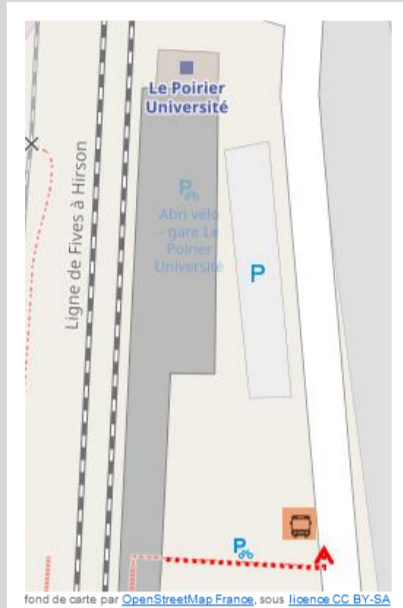 Le Poirier
Université
P
Abri vélo
- gare Le
Poirier
Université
Ligne de Fives à Hirson
P
P
fond de carte par OpenStreetMap France, sous licence CC BY-SA